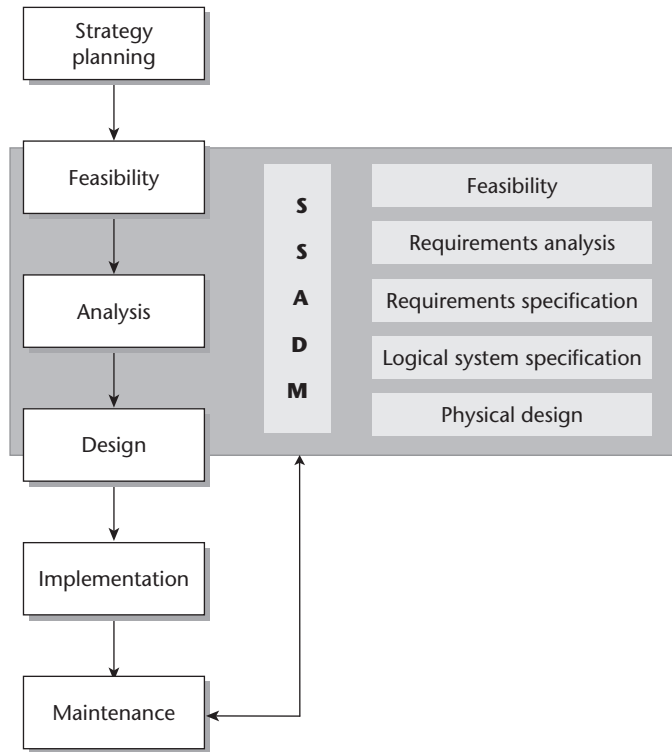 Strategy
planning
Feasibility
Analysis
Design
Implementation
Maintenance
S
S
A
D
M
Feasibility
Requirements analysis
Requirements specification
Logical system specification
Physical design